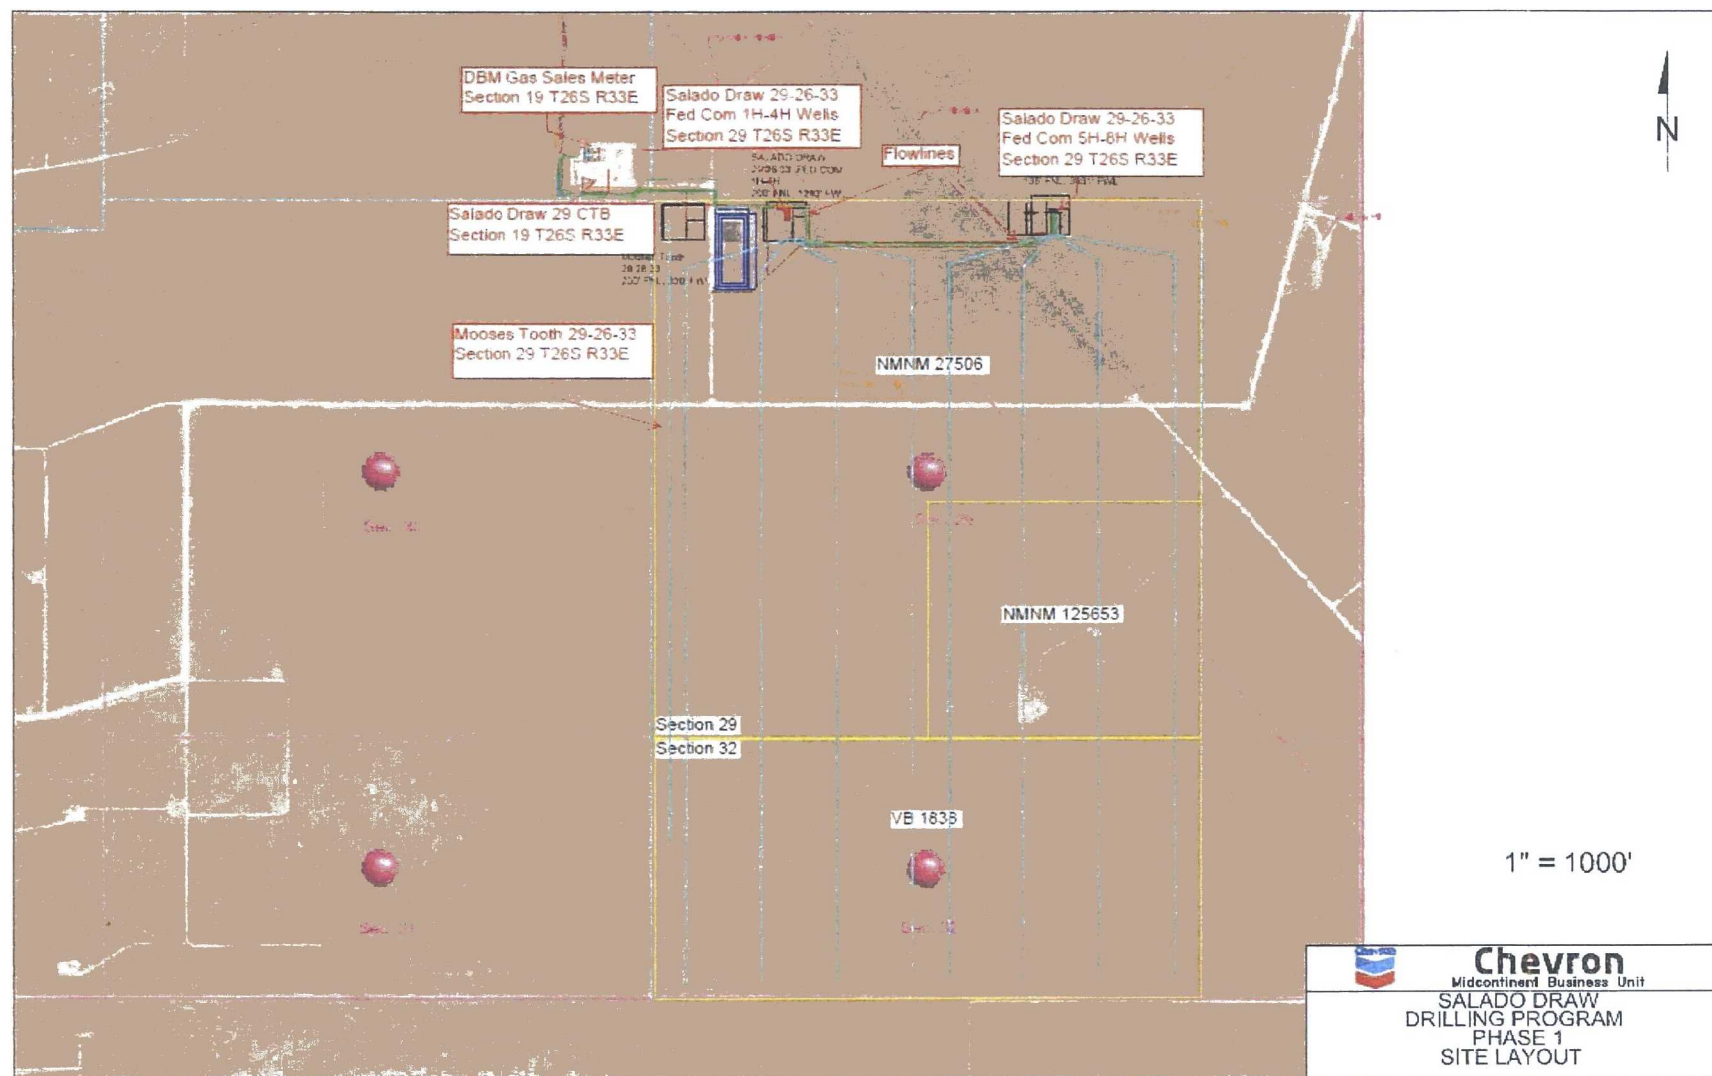 DBM Gas Sales Meter
Section 19 T26S R33E
Salado Draw 29-26-33
Fed Com 1H-4H Wells
Section 29 T26S R33E
Salado Draw 29-26-33
Fed Com 5H-8H Wells
Section 29 T26S R33E
Flowlines
SALADO DRAW
N
Salado Draw 29 CTB
Section 19 T26S R33E
Mooses Tooth 29-26-33
Section 29 T26S R33E
NMNM 27506
NMNM 125653
Section 29
Section 32
VB 1838
1" = 1000'
Chevron
Chevron
Midcontinent Business Unit
SALADO DRAW
DRILLING PROGRAM
PHASE 1
SITE LAYOUT